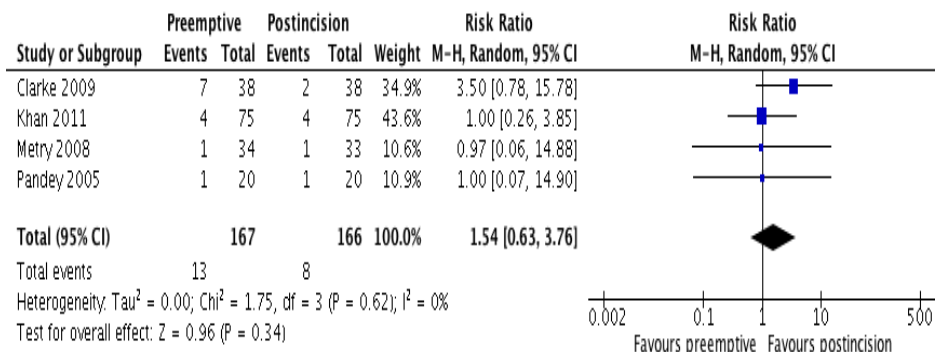 Preemptive Postincision Risk Ratio Risk Ratio
Study or Subgroup Events Total Events Total Weight M-H, Random, 95% CI M-H, Random, 95% CI
Clarke 2009 7 38 2 38 34.9% 3.50 [0.78, 15.78]
Khan 2011 4 75 4 75 43.6% 1.00 [0.26, 3.85]
Metry 2008 1 34 1 33 10.6% 0.97 [0.06, 14.88]
Pandey 2005 1 20 1 20 10.9% 1.00 [0.07, 14.90]
Total (95% CI) 167 166 100.0% 1.54 [0.63, 3.76]
Total events 13 8
Heterogeneity: Tau² = 0.00; Chi² = 1.75, df = 3 (P = 0.62); I² = 0%
Test for overall effect: Z = 0.96 (P = 0.34)
0.002 0.1 1 10 500
Favours preemptive Favours postincision